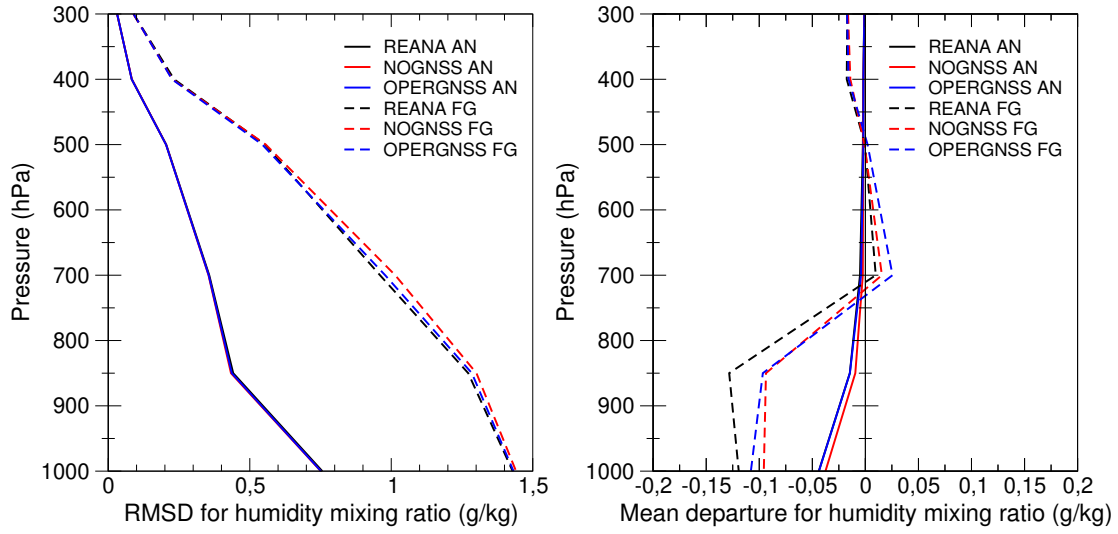 300
400
500
600
700
800
900
1000
Pressure (hPa)
0
0,5
1
1,5
RMSD for humidity mixing ratio (g/kg)
REANA AN
NOGNSS AN
OPERGNSS AN
REANA FG
NOGNSS FG
OPERGNSS FG
300
400
500
600
700
800
900
1000
Pressure (hPa)
-0,2
-0,15
-0,1
-0,05
0
0,05
0,1
0,15
0,2
Mean departure for humidity mixing ratio (g/kg)
REANA AN
NOGNSS AN
OPERGNSS AN
REANA FG
NOGNSS FG
OPERGNSS FG